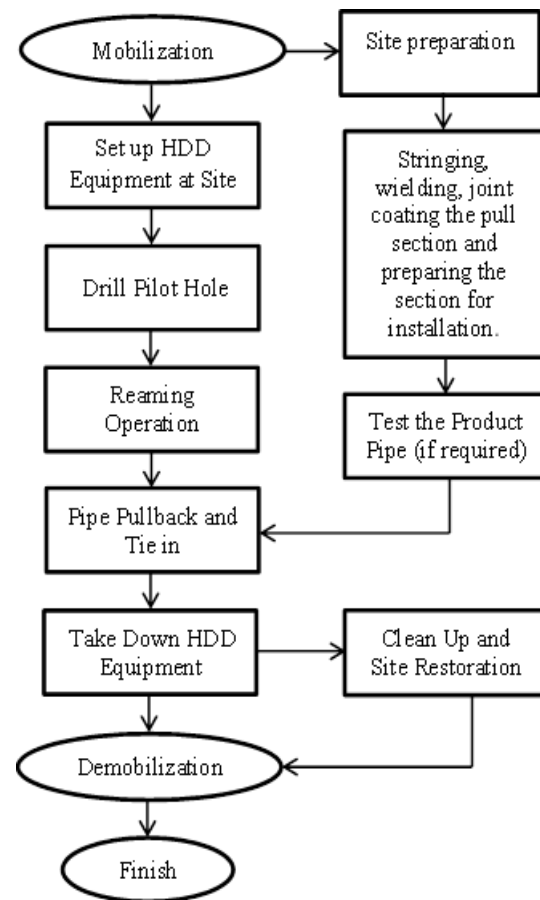 Mobilization
Site preparation
Set up HDD
Equipment at Site
Stringing,
wielding, joint
coating the pull
section and
preparing the
section for
installation.
Drill Pilot Hole
Reaming
Operation
Test the Product
Pipe (if required)
Pipe Pullback and
Tie in
Take Down HDD
Equipment
Clean Up and
Site Restoration
Demobilization
Finish